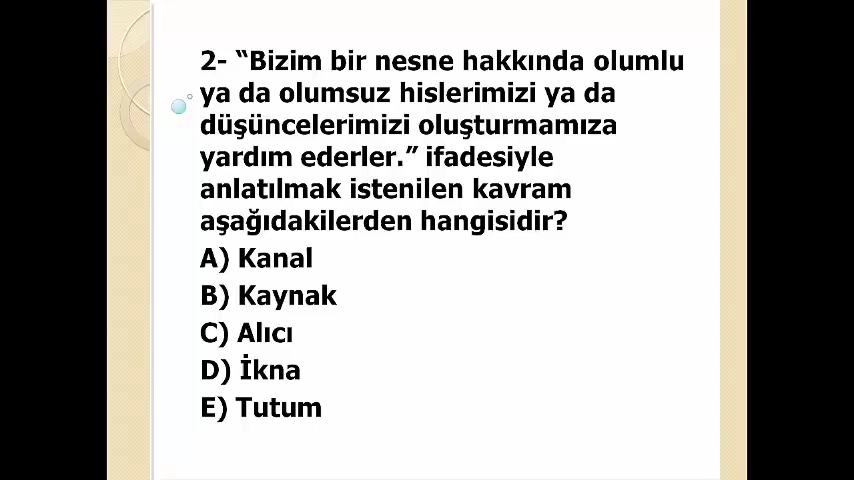 2- “Bizim bir nesne hakkında olumlu
ya da olumsuz hislerimizi ya da
düşüncelerimizi oluşturmamıza
yardım ederler.” ifadesiyle
anlatılmak istenilen kavram
aşağıdakilerden hangisidir?
A) Kanal
B) Kaynak
C) Alıcı
D) İkna
E) Tutum